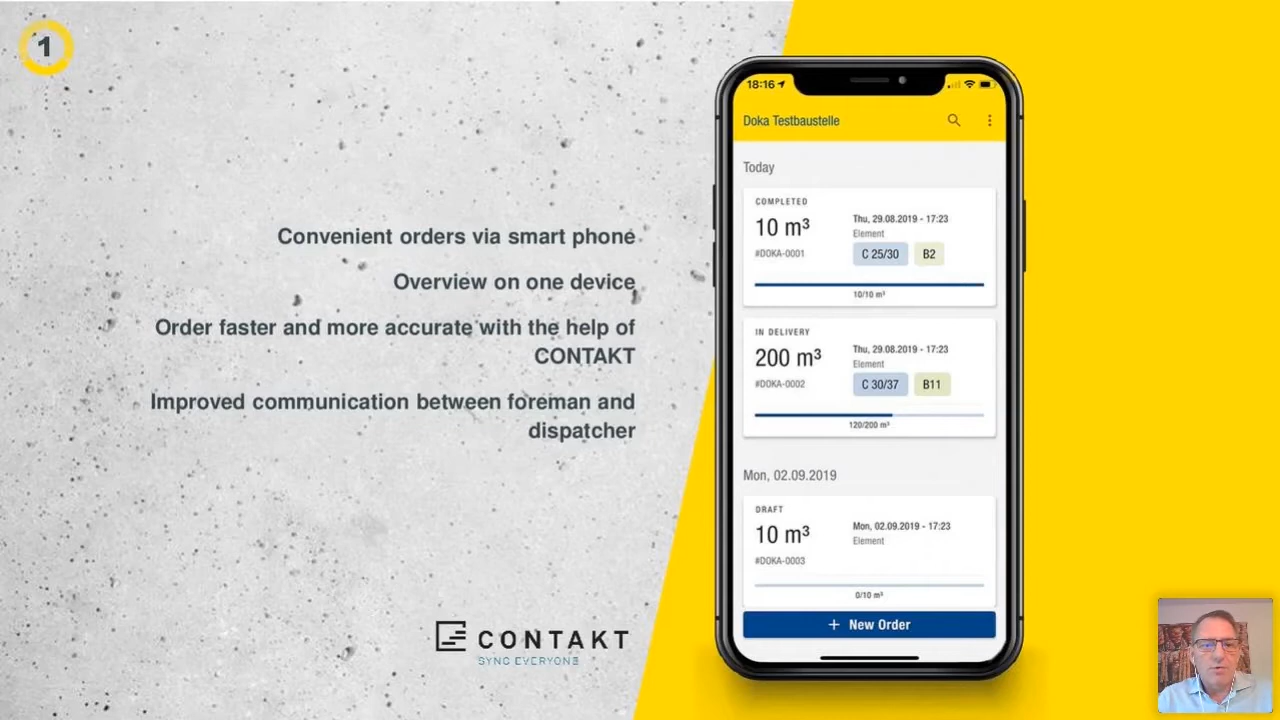 1
Convenient orders via smart phone
Overview on one device
Order faster and more accurate with the help of
CONTAKT
Improved communication between foreman and
dispatcher
CONTAKT
SYNC EVERYONE
18:16
Doka Testbaustelle
Today
COMPLETED
10 m³
#DOKA-0001
Thu, 29.08.2019 - 17:23
Element
C 25/30 B2
10/10 m³
IN DELIVERY
200 m³
#DOKA-0002
Thu, 29.08.2019 - 17:23
Element
C 30/37 B11
120/200 m³
Mon, 02.09.2019
DRAFT
10 m³
#DOKA-0003
Mon, 02.09.2019 - 17:23
Element
0/10 m³
+ New Order